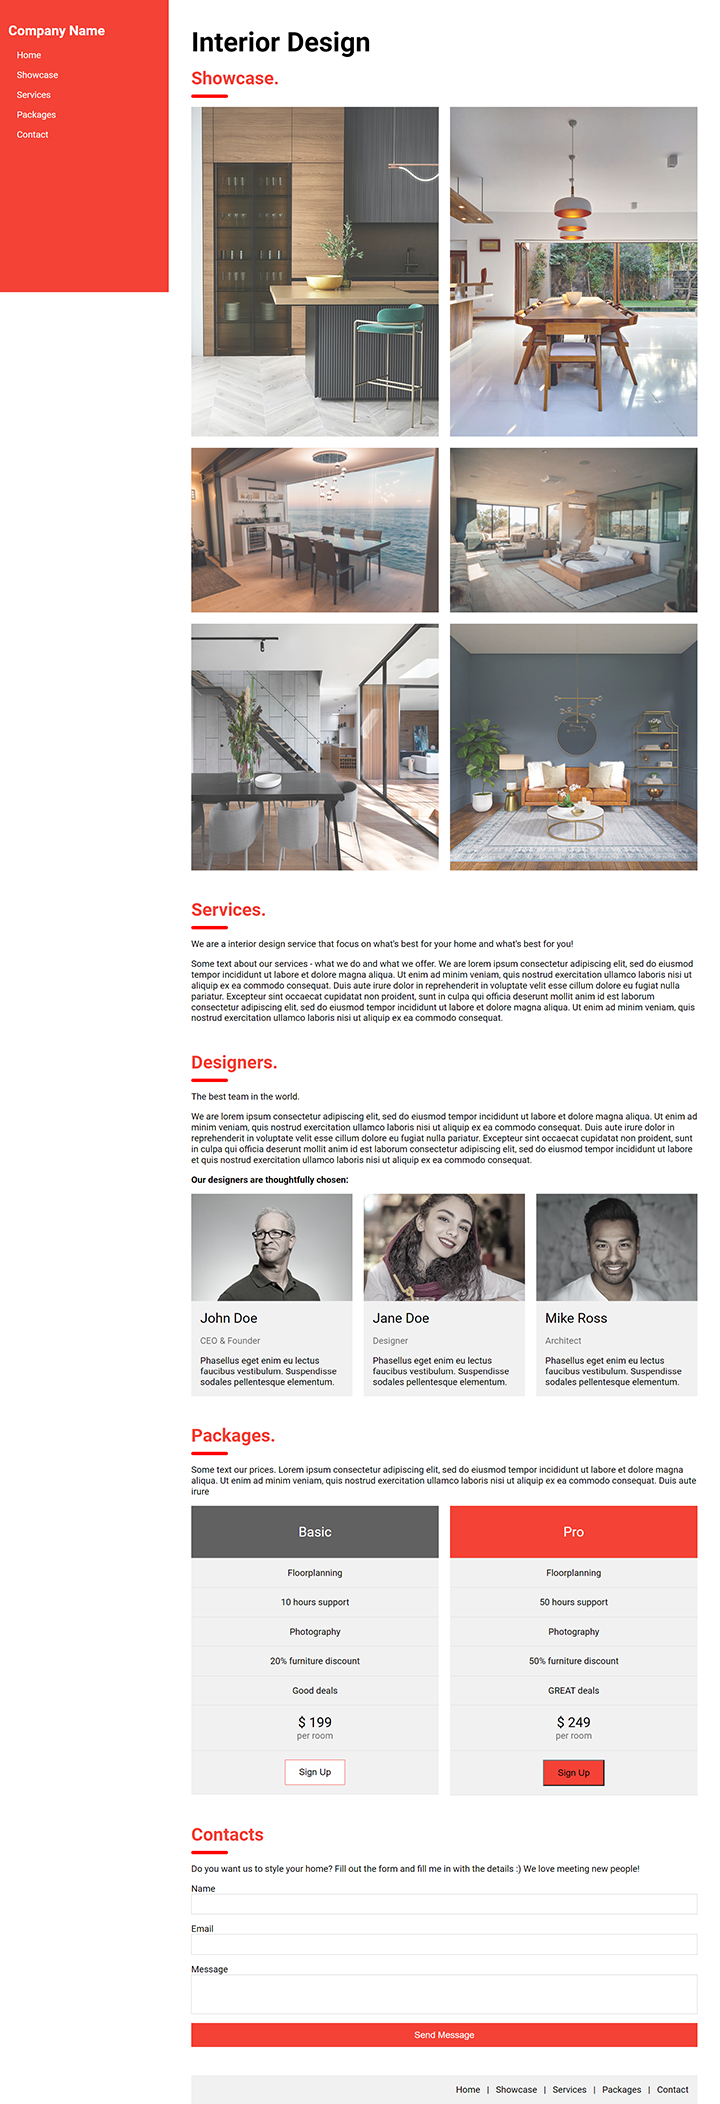 Company Name
Home
Showcase
Services
Packages
Contact
Interior Design
Showcase.
Services.
We are a interior design service that focus on what's best for your home and what's best for you!
Some text about our services - what we do and what we offer. We are lorem ipsum consectetur adipiscing elit, sed do eiusmod
tempor incididunt ut labore et dolore magna aliqua. Ut enim ad minim veniam, quis nostrud exercitation ullamco laboris nisi ut
aliquip ex ea commodo consequat. Duis aute irure dolor in reprehenderit in voluptate velit esse cillum dolore eu fugiat nulla
pariatur. Excepteur sint occaecat cupidatat non proident, sunt in culpa qui officia deserunt mollit anim id est laborum
consectetur adipiscing elit, sed do eiusmod tempor incididunt ut labore et dolore magna aliqua. Ut enim ad minim veniam, quis
nostrud exercitation ullamco laboris nisi ut aliquip ex ea commodo consequat.
Designers.
The best team in the world.
We are lorem ipsum consectetur adipiscing elit, sed do eiusmod tempor incididunt ut labore et dolore magna aliqua. Ut enim ad
minim veniam, quis nostrud exercitation ullamco laboris nisi ut aliquip ex ea commodo consequat. Duis aute irure dolor in
reprehenderit in voluptate velit esse cillum dolore eu fugiat nulla pariatur. Excepteur sint occaecat cupidatat non proident, sunt
in culpa qui officia deserunt mollit anim id est laborum consectetur adipiscing elit, sed do eiusmod tempor incididunt ut labore
et quis nostrud exercitation ullamco laboris nisi ut aliquip ex ea commodo consequat.
Our designers are thoughtfully chosen:
John Doe
CEO & Founder
Phasellus eget enim eu lectus
faucibus vestibulum. Suspendisse
sodales pellentesque elementum.
Jane Doe
Designer
Phasellus eget enim eu lectus
faucibus vestibulum. Suspendisse
sodales pellentesque elementum.
Mike Ross
Architect
Phasellus eget enim eu lectus
faucibus vestibulum. Suspendisse
sodales pellentesque elementum.
Packages.
Some text our prices. Lorem ipsum consectetur adipiscing elit, sed do eiusmod tempor incididunt ut labore et dolore magna
aliqua. Ut enim ad minim veniam, quis nostrud exercitation ullamco laboris nisi ut aliquip ex ea commodo consequat. Duis aute
irure
Basic
Floorplanning
10 hours support
Photography
20% furniture discount
Good deals
$ 199
per room
Sign Up
Pro
Floorplanning
50 hours support
Photography
50% furniture discount
GREAT deals
$ 249
per room
Sign Up
Contacts
Do you want us to style your home? Fill out the form and fill me in with the details :) We love meeting new people!
Name
Email
Message
Send Message
Home | Showcase | Services | Packages | Contact